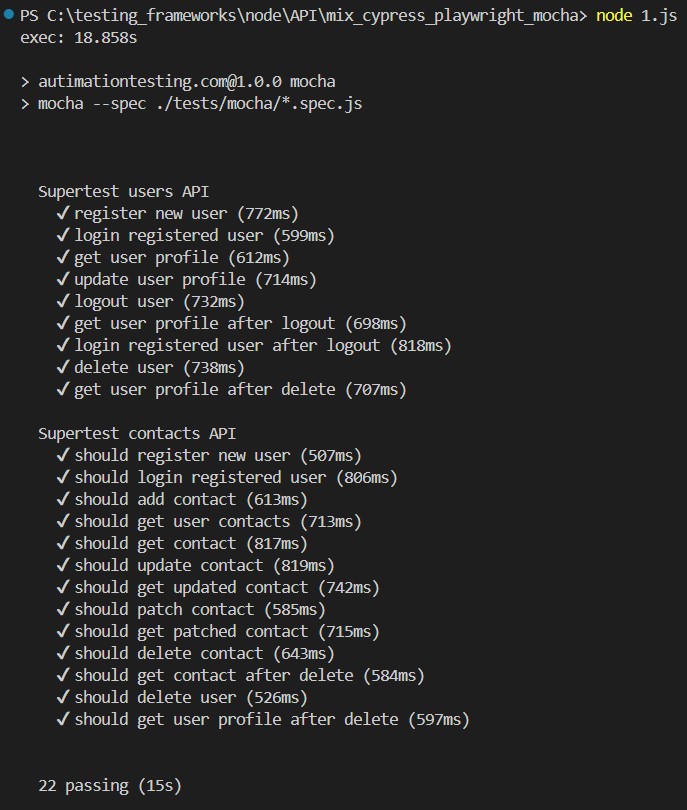 PS C:\testing_frameworks\node\API\mix_cypress_playwright_mocha> node 1.js
exec: 18.858s
> autimationtesting.com@1.0.0 mocha
> mocha --spec ./tests/mocha/*.spec.js
Supertest users API
✓ register new user (772ms)
✓ login registered user (599ms)
✓ get user profile (612ms)
✓ update user profile (714ms)
✓ logout user (732ms)
✓ get user profile after logout (698ms)
✓ login registered user after logout (818ms)
✓ delete user (738ms)
✓ get user profile after delete (707ms)
Supertest contacts API
✓ should register new user (507ms)
✓ should login registered user (806ms)
✓ should add contact (613ms)
✓ should get user contacts (713ms)
✓ should get contact (817ms)
✓ should update contact (819ms)
✓ should get updated contact (742ms)
✓ should patch contact (585ms)
✓ should get patched contact (715ms)
✓ should delete contact (643ms)
✓ should get contact after delete (584ms)
✓ should delete user (526ms)
✓ should get user profile after delete (597ms)
22 passing (15s)